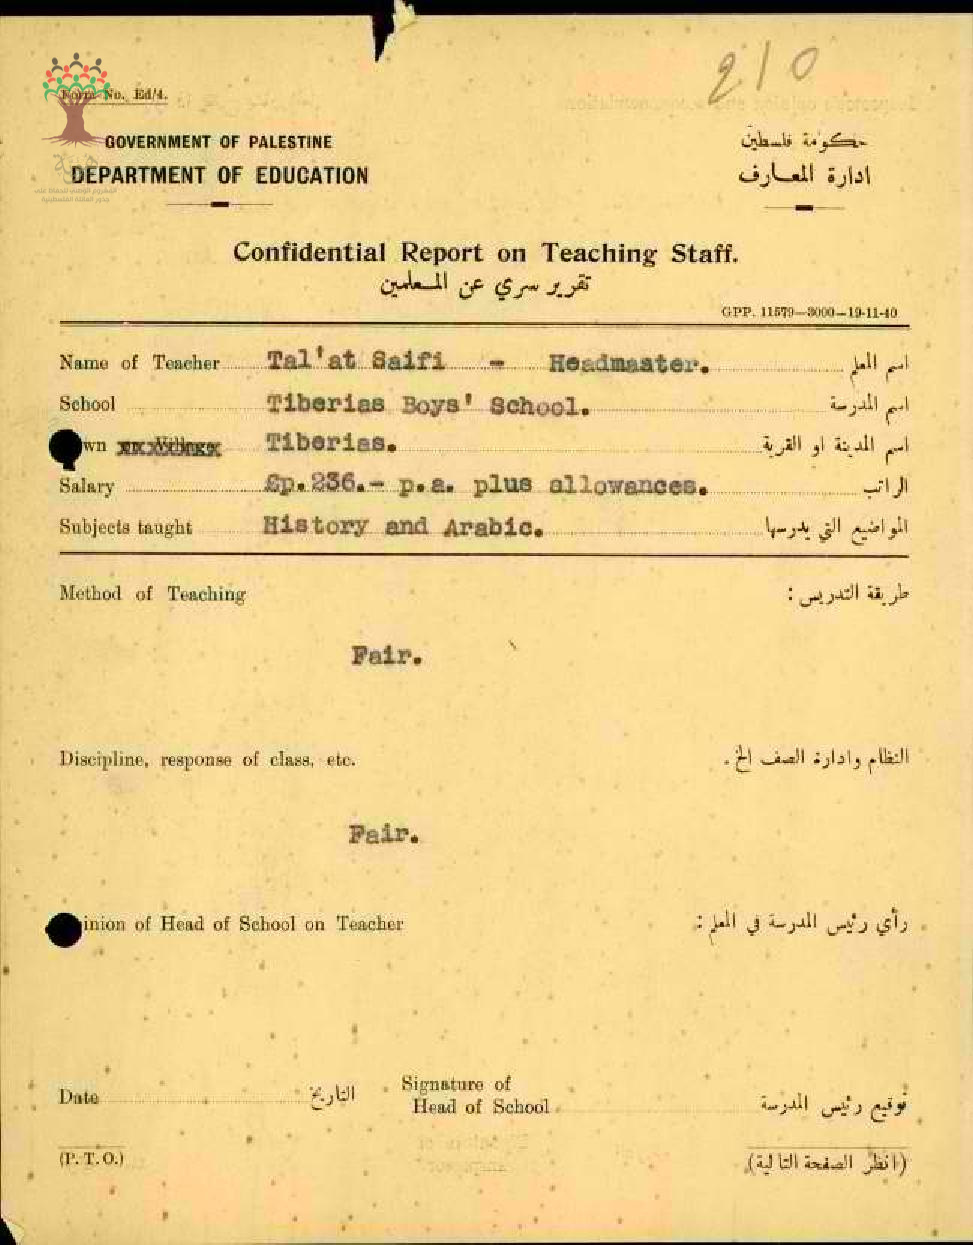 210
Form No. Ed/4.
GOVERNMENT OF PALESTINE
حكومة فلسطين
DEPARTMENT OF EDUCATION
ادارة المعارف
Confidential Report on Teaching Staff.
تقرير سري عن المعلمين
GPP. 11579—3000—19-11-40
Name of Teacher Tal'at Saifi - Headmaster. اسم المعلم
School Tiberias Boys' School. اسم المدرسة
wn or Village Tiberias. اسم المدينة او القرية
Salary £p.236.- p.a. plus allowances. الراتب
Subjects taught History and Arabic. المواضيع التي يدرسها
Method of Teaching طريقة التدريس :
Fair.
Discipline, response of class, etc. النظام وادارة الصف الخ .
Fair.
inion of Head of School on Teacher رأي رئيس المدرسة في المعلم :
Date التاريخ Signature of
Head of School توقيع رئيس المدرسة
(P. T. O.) (انظر الصفحة التالية)